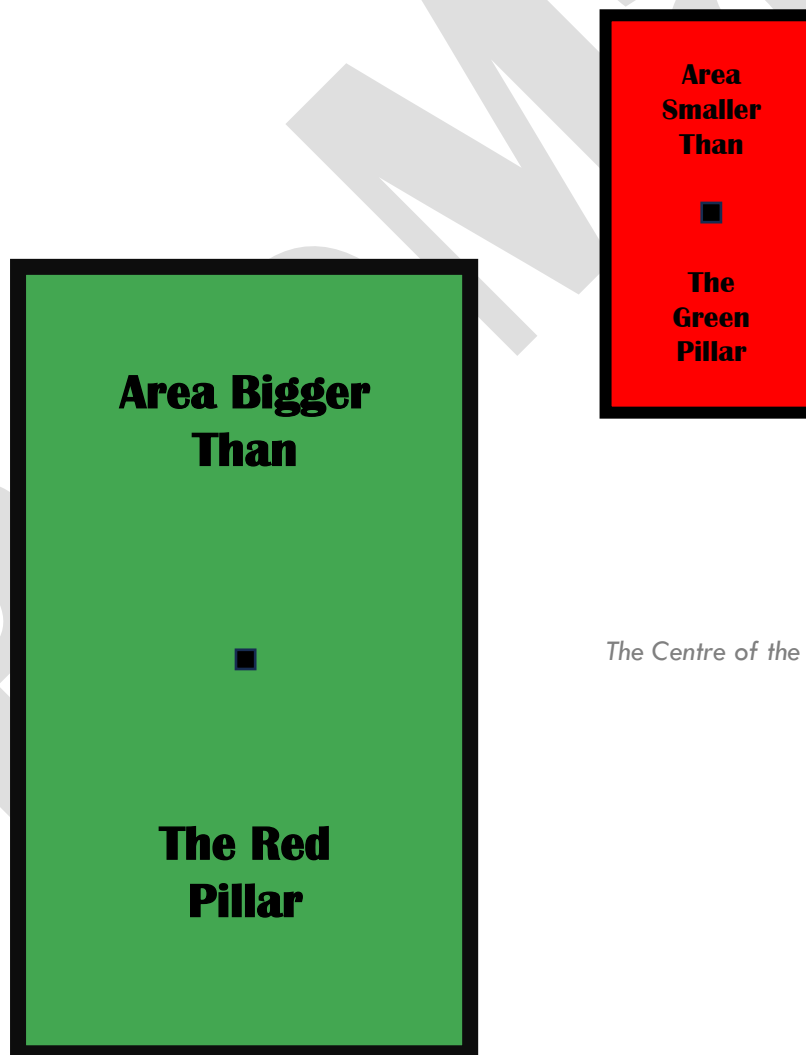 Area
Smaller
Than
The
Green
Pillar
Area Bigger
Than
The Red
Pillar
The Centre of the